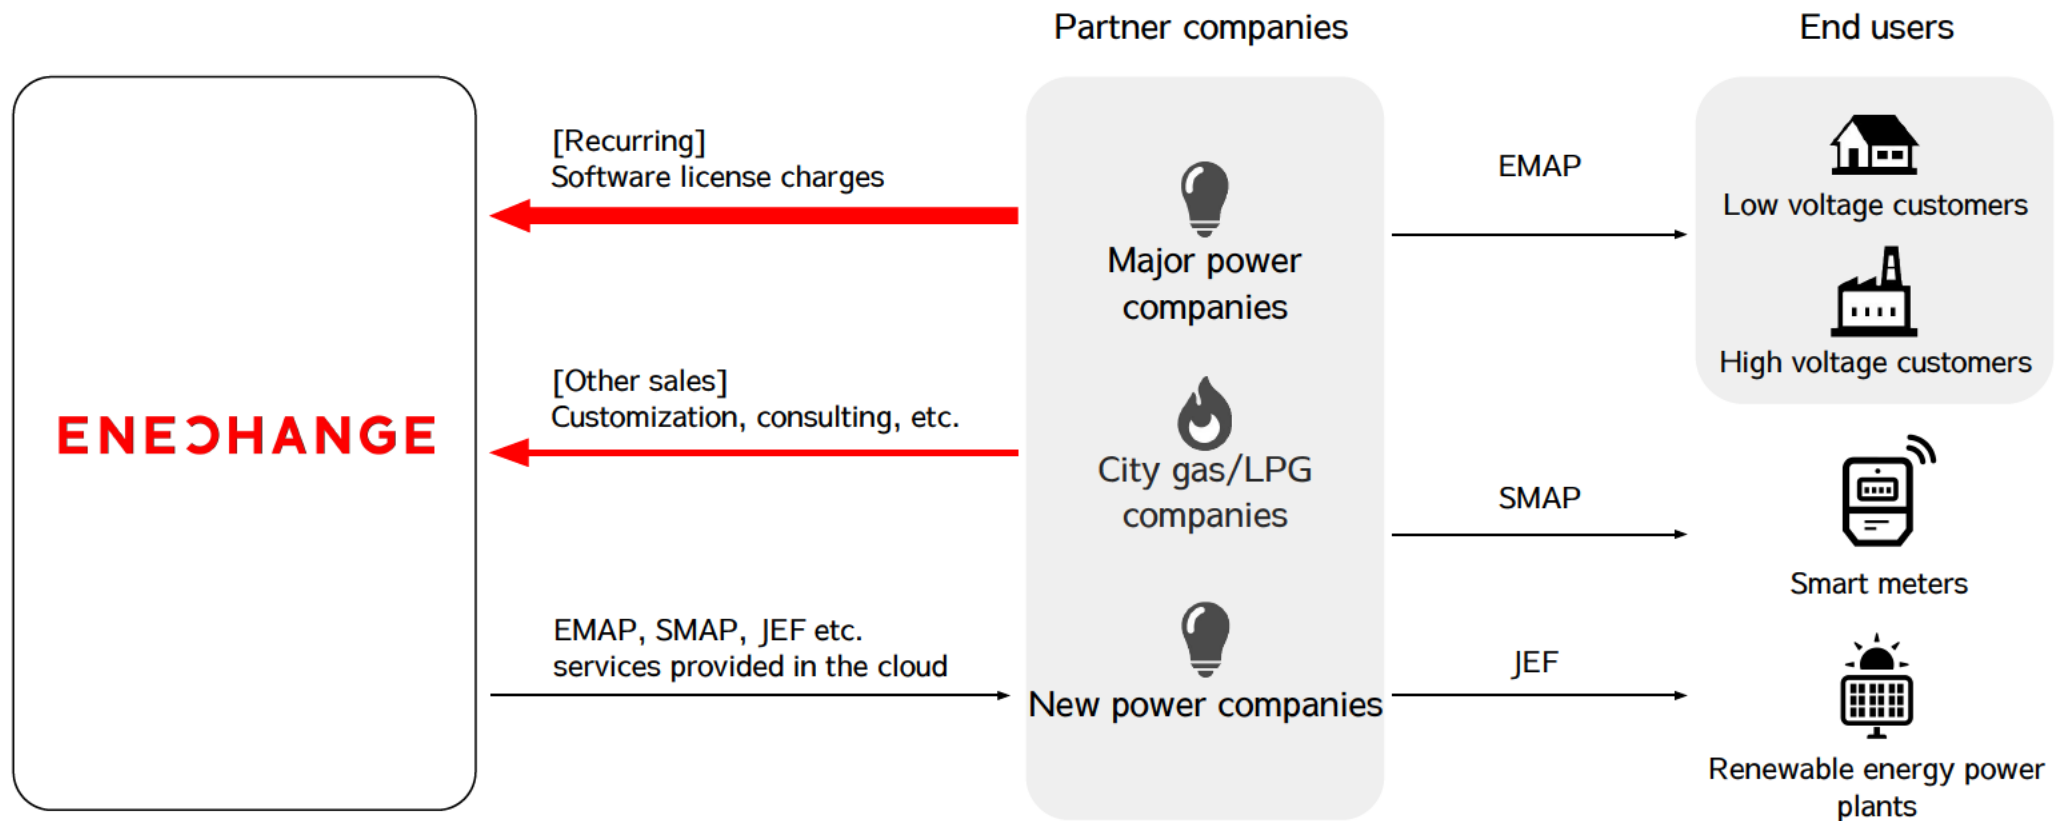 Partner companies
End users
[Recurring]
Software license charges
[Other sales]
Customization, consulting, etc.
EMAP, SMAP, JEF etc.
services provided in the cloud
ENECHANGE
Major power
companies
City gas/LPG
companies
New power companies
EMAP
SMAP
JEF
Low voltage customers
High voltage customers
Smart meters
Renewable energy power
plants